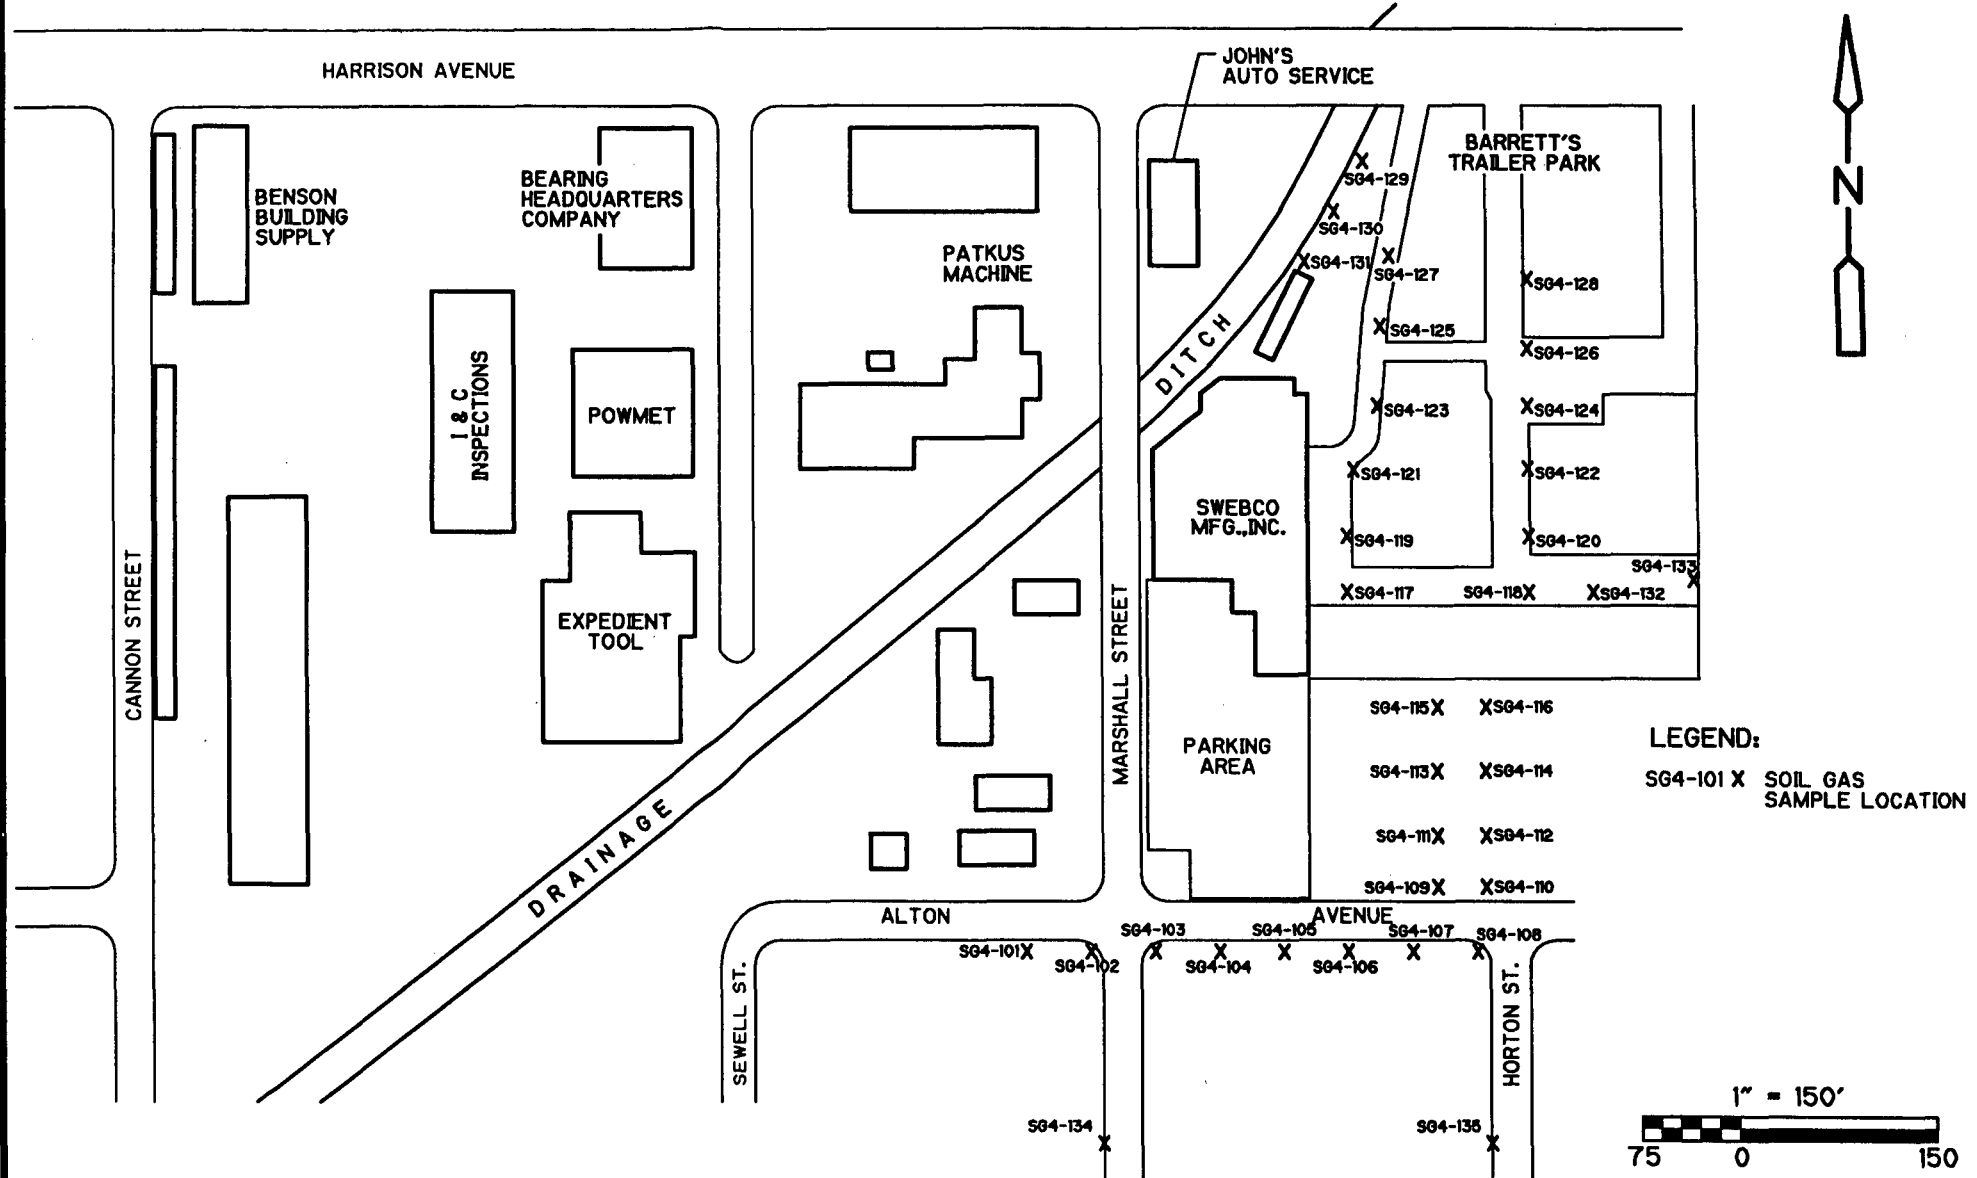 HARRISON AVENUE
JOHN'S
AUTO SERVICE
BARRETT'S
TRAILER PARK
BENSON
BUILDING
SUPPLY
BEARING
HEADQUARTERS
COMPANY
PATKUS
MACHINE
N
SG4-129
SG4-130
SG4-131
SG4-127
SG4-128
SG4-125
SG4-126
SG4-123
SG4-124
SG4-121
SG4-122
SG4-119
SG4-120
SG4-133
SG4-117
SG4-118
SG4-132
I & C
INSPECTIONS
POWMET
EXPEDIENT
TOOL
DRAINAGE
DITCH
SWEBCO
MFG.,INC.
CANNON STREET
MARSHALL STREET
PARKING
AREA
SG4-115
SG4-116
SG4-113
SG4-114
SG4-111
SG4-112
SG4-109
SG4-110
LEGEND:
SG4-101 X SOIL GAS
SAMPLE LOCATION
ALTON AVENUE
SG4-101
SG4-102
SG4-103
SG4-104
SG4-105
SG4-106
SG4-107
SG4-108
SEWELL ST.
HORTON ST.
SG4-134
SG4-135
1" = 150'
75 0 150